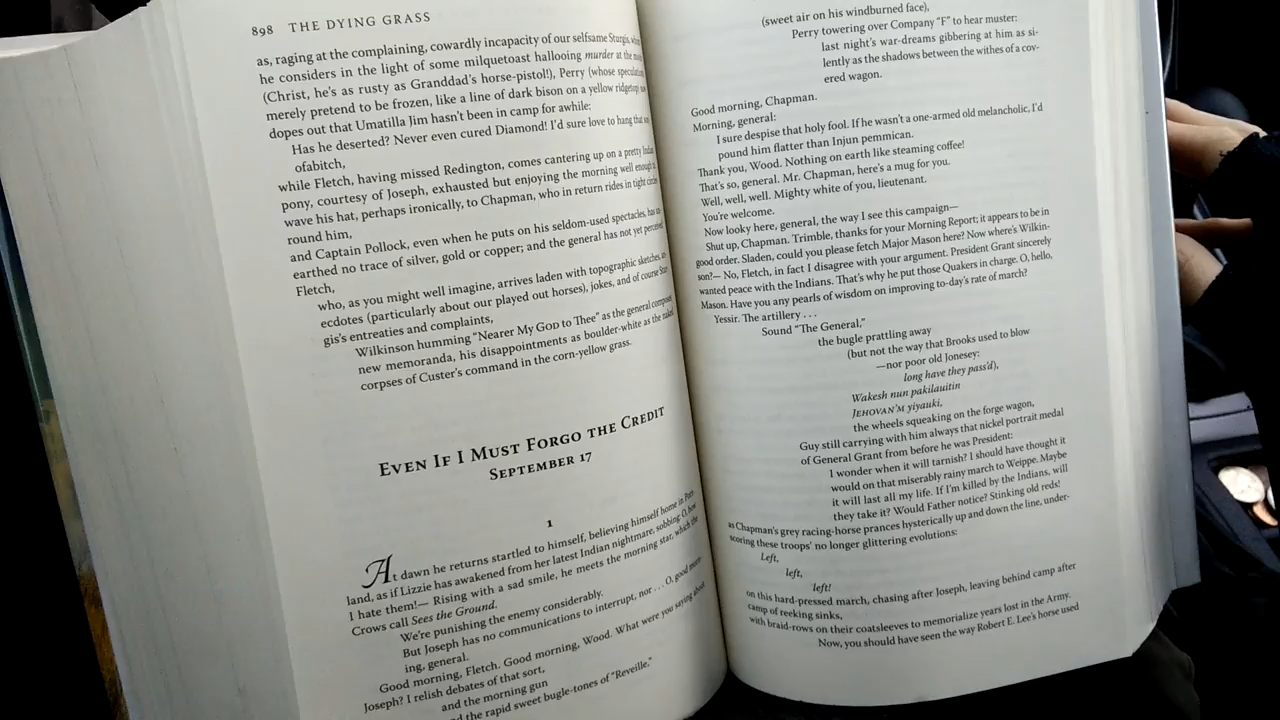 898 THE DYING GRASS
as, raging at the complaining, cowardly incapacity of our selfsame Sturgis, whom
he considers in the light of some milquetoast hallooing murder at the
(Christ, he's as rusty as Granddad's horse-pistol!), Perry (whose
merely pretend to be frozen, like a line of dark bison on a yellow ridgetop)
dopes out that Umatilla Jim hasn't been in camp for awhile:
Has he deserted? Never even cured Diamond! I'd sure love to hang that
ofabitch,
while Fletch, having missed Redington, comes cantering up on a pretty
pony, courtesy of Joseph, exhausted but enjoying the morning well enough to
wave his hat, perhaps ironically, to Chapman, who in return rides in tight circles
round him,
and Captain Pollock, even when he puts on his seldom-used spectacles, has
earthed no trace of silver, gold or copper; and the general has not yet perceived
Fletch,
who, as you might well imagine, arrives laden with topographic sketches,
ecdotes (particularly about our played out horses), jokes, and of course
gis's entreaties and complaints,
Wilkinson humming "Nearer My GOD to Thee" as the general composes
new memoranda, his disappointments as boulder-white as the naked
corpses of Custer's command in the corn-yellow grass.
EVEN IF I MUST FORGO THE CREDIT
SEPTEMBER 17
1
At dawn he returns startled to himself, believing himself home in
land, as if Lizzie has awakened from her latest Indian nightmare, sobbing: O, how
I hate them!— Rising with a sad smile, he meets the morning star, which the
Crows call Sees the Ground.
We're punishing the enemy considerably.
But Joseph has no communications to interrupt, nor . . . O, good
ing, general.
Good morning, Fletch. Good morning, Wood. What were you saying about
Joseph? I relish debates of that sort,
and the morning gun
the rapid sweet bugle-tones of "Reveille,"
(sweet air on his windburned face),
Perry towering over Company "F" to hear muster:
last night's war-dreams gibbering at him as si-
lently as the shadows between the withes of a cov-
ered wagon.
Good morning, Chapman.
Morning, general:
I sure despise that holy fool. If he wasn't a one-armed old melancholic, I'd
pound him flatter than Injun pemmican.
Thank you, Wood. Nothing on earth like steaming coffee!
That's so, general. Mr. Chapman, here's a mug for you.
Well, well, well. Mighty white of you, lieutenant.
You're welcome.
Now looky here, general, the way I see this campaign—
Shut up, Chapman. Trimble, thanks for your Morning Report; it appears to be in
good order. Sladen, could you please fetch Major Mason here? Now where's Wilkin-
son?— No, Fletch, in fact I disagree with your argument. President Grant sincerely
wanted peace with the Indians. That's why he put those Quakers in charge. O, hello,
Mason. Have you any pearls of wisdom on improving to-day's rate of march?
Yessir. The artillery . . .
Sound "The General,"
the bugle prattling away
(but not the way that Brooks used to blow
—nor poor old Jonesey:
long have they pass'd),
Wakesh nun pakilauitin
JEHOVAN'M yiyauki,
the wheels squeaking on the forge wagon,
Guy still carrying with him always that nickel portrait medal
of General Grant from before he was President:
I wonder when it will tarnish? I should have thought it
would on that miserably rainy march to Weippe. Maybe
it will last all my life. If I'm killed by the Indians, will
they take it? Would Father notice? Stinking old reds!
as Chapman's grey racing-horse prances hysterically up and down the line, under-
scoring these troops' no longer glittering evolutions:
Left,
left,
left!
on this hard-pressed march, chasing after Joseph, leaving behind camp after
camp of reeking sinks,
with braid-rows on their coatsleeves to memorialize years lost in the Army.
Now, you should have seen the way Robert E. Lee's horse used